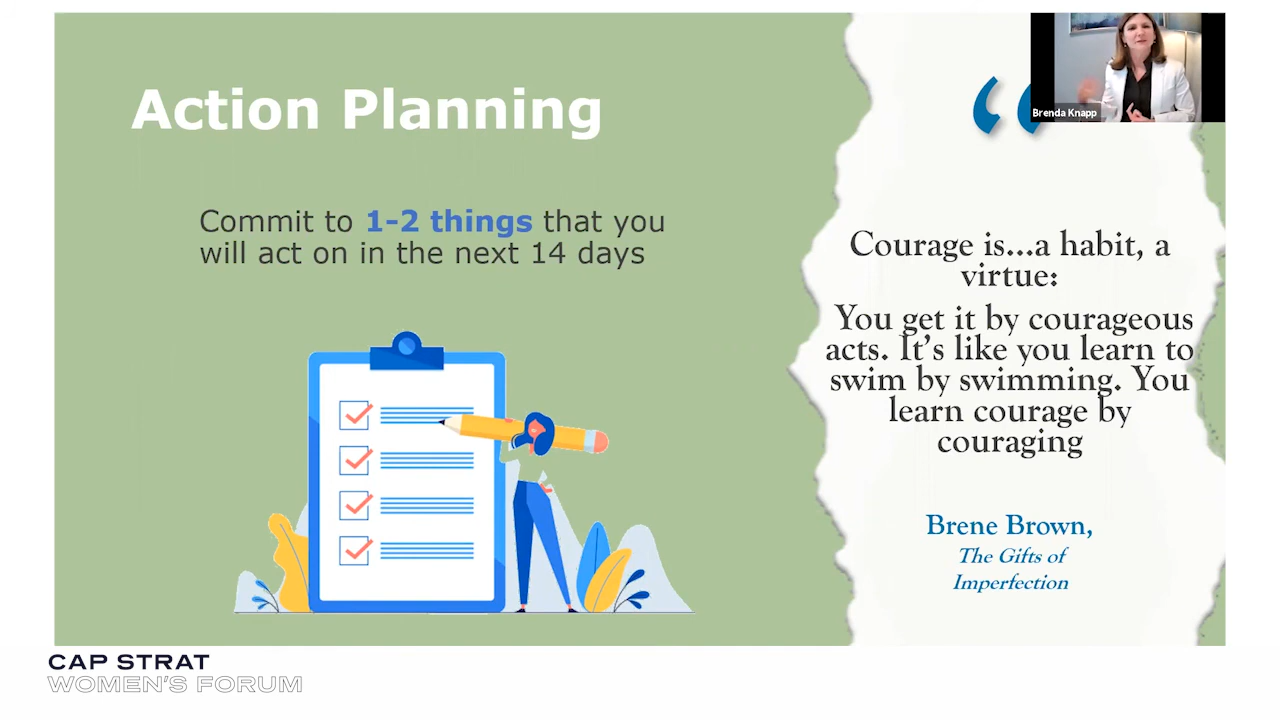 Action Planning
Commit to 1-2 things that you
will act on in the next 14 days
“
Brenda Knapp
Courage is...a habit, a
virtue:
You get it by courageous
acts. It’s like you learn to
swim by swimming. You
learn courage by
couraging
Brene Brown,
The Gifts of
Imperfection
CAP STRAT
WOMEN'S FORUM